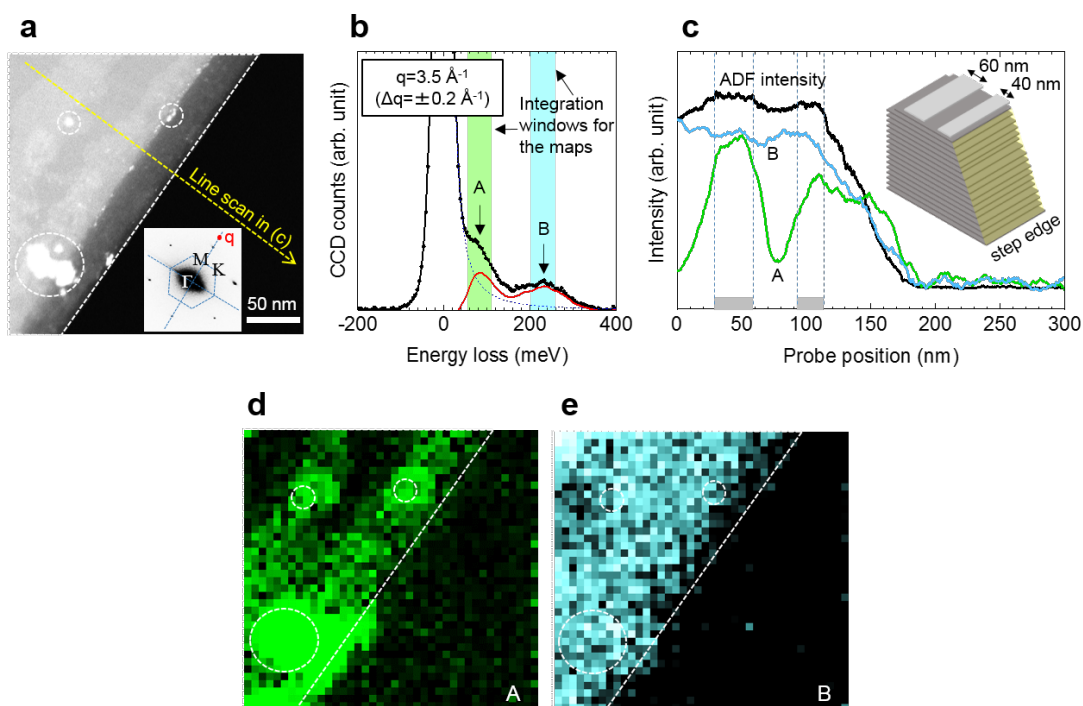 a
Line scan in (c)
q
M
K
Γ
50 nm
b
CCD counts (arb. unit)
q=3.5 Å-1
(Δq=±0.2 Å-1)
Integration
windows for
the maps
A
B
-200
0
200
400
Energy loss (meV)
c
Intensity (arb. unit)
ADF intensity
B
A
60 nm
40 nm
step edge
0
50
100
150
200
250
300
Probe position (nm)
d
A
e
B